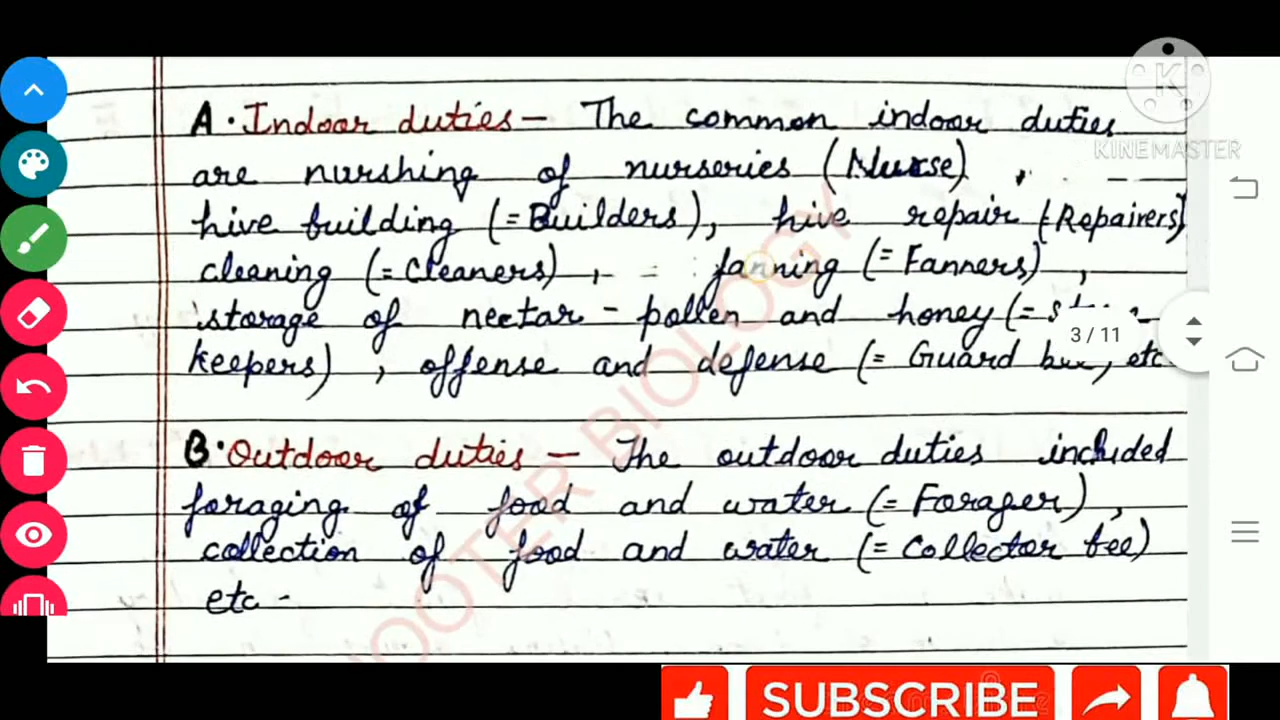 KINEMASTER
A. Indoor duties - The common indoor duties
are nurshing of nurseries (Nurse) ,
hive building (= Builders), hive repair (= Repairers)
cleaning (= Cleaners) , fanning (= Fanners) ,
storage of nectar - pollen and honey (=
3 / 11
keepers) , offense and defense (= Guard bee, etc
B. Outdoor duties - The outdoor duties included
foraging of food and water (= Forager) ,
collection of food and water (= Collector bee)
etc -
OOTER BIOLOGY
SUBSCRIBE